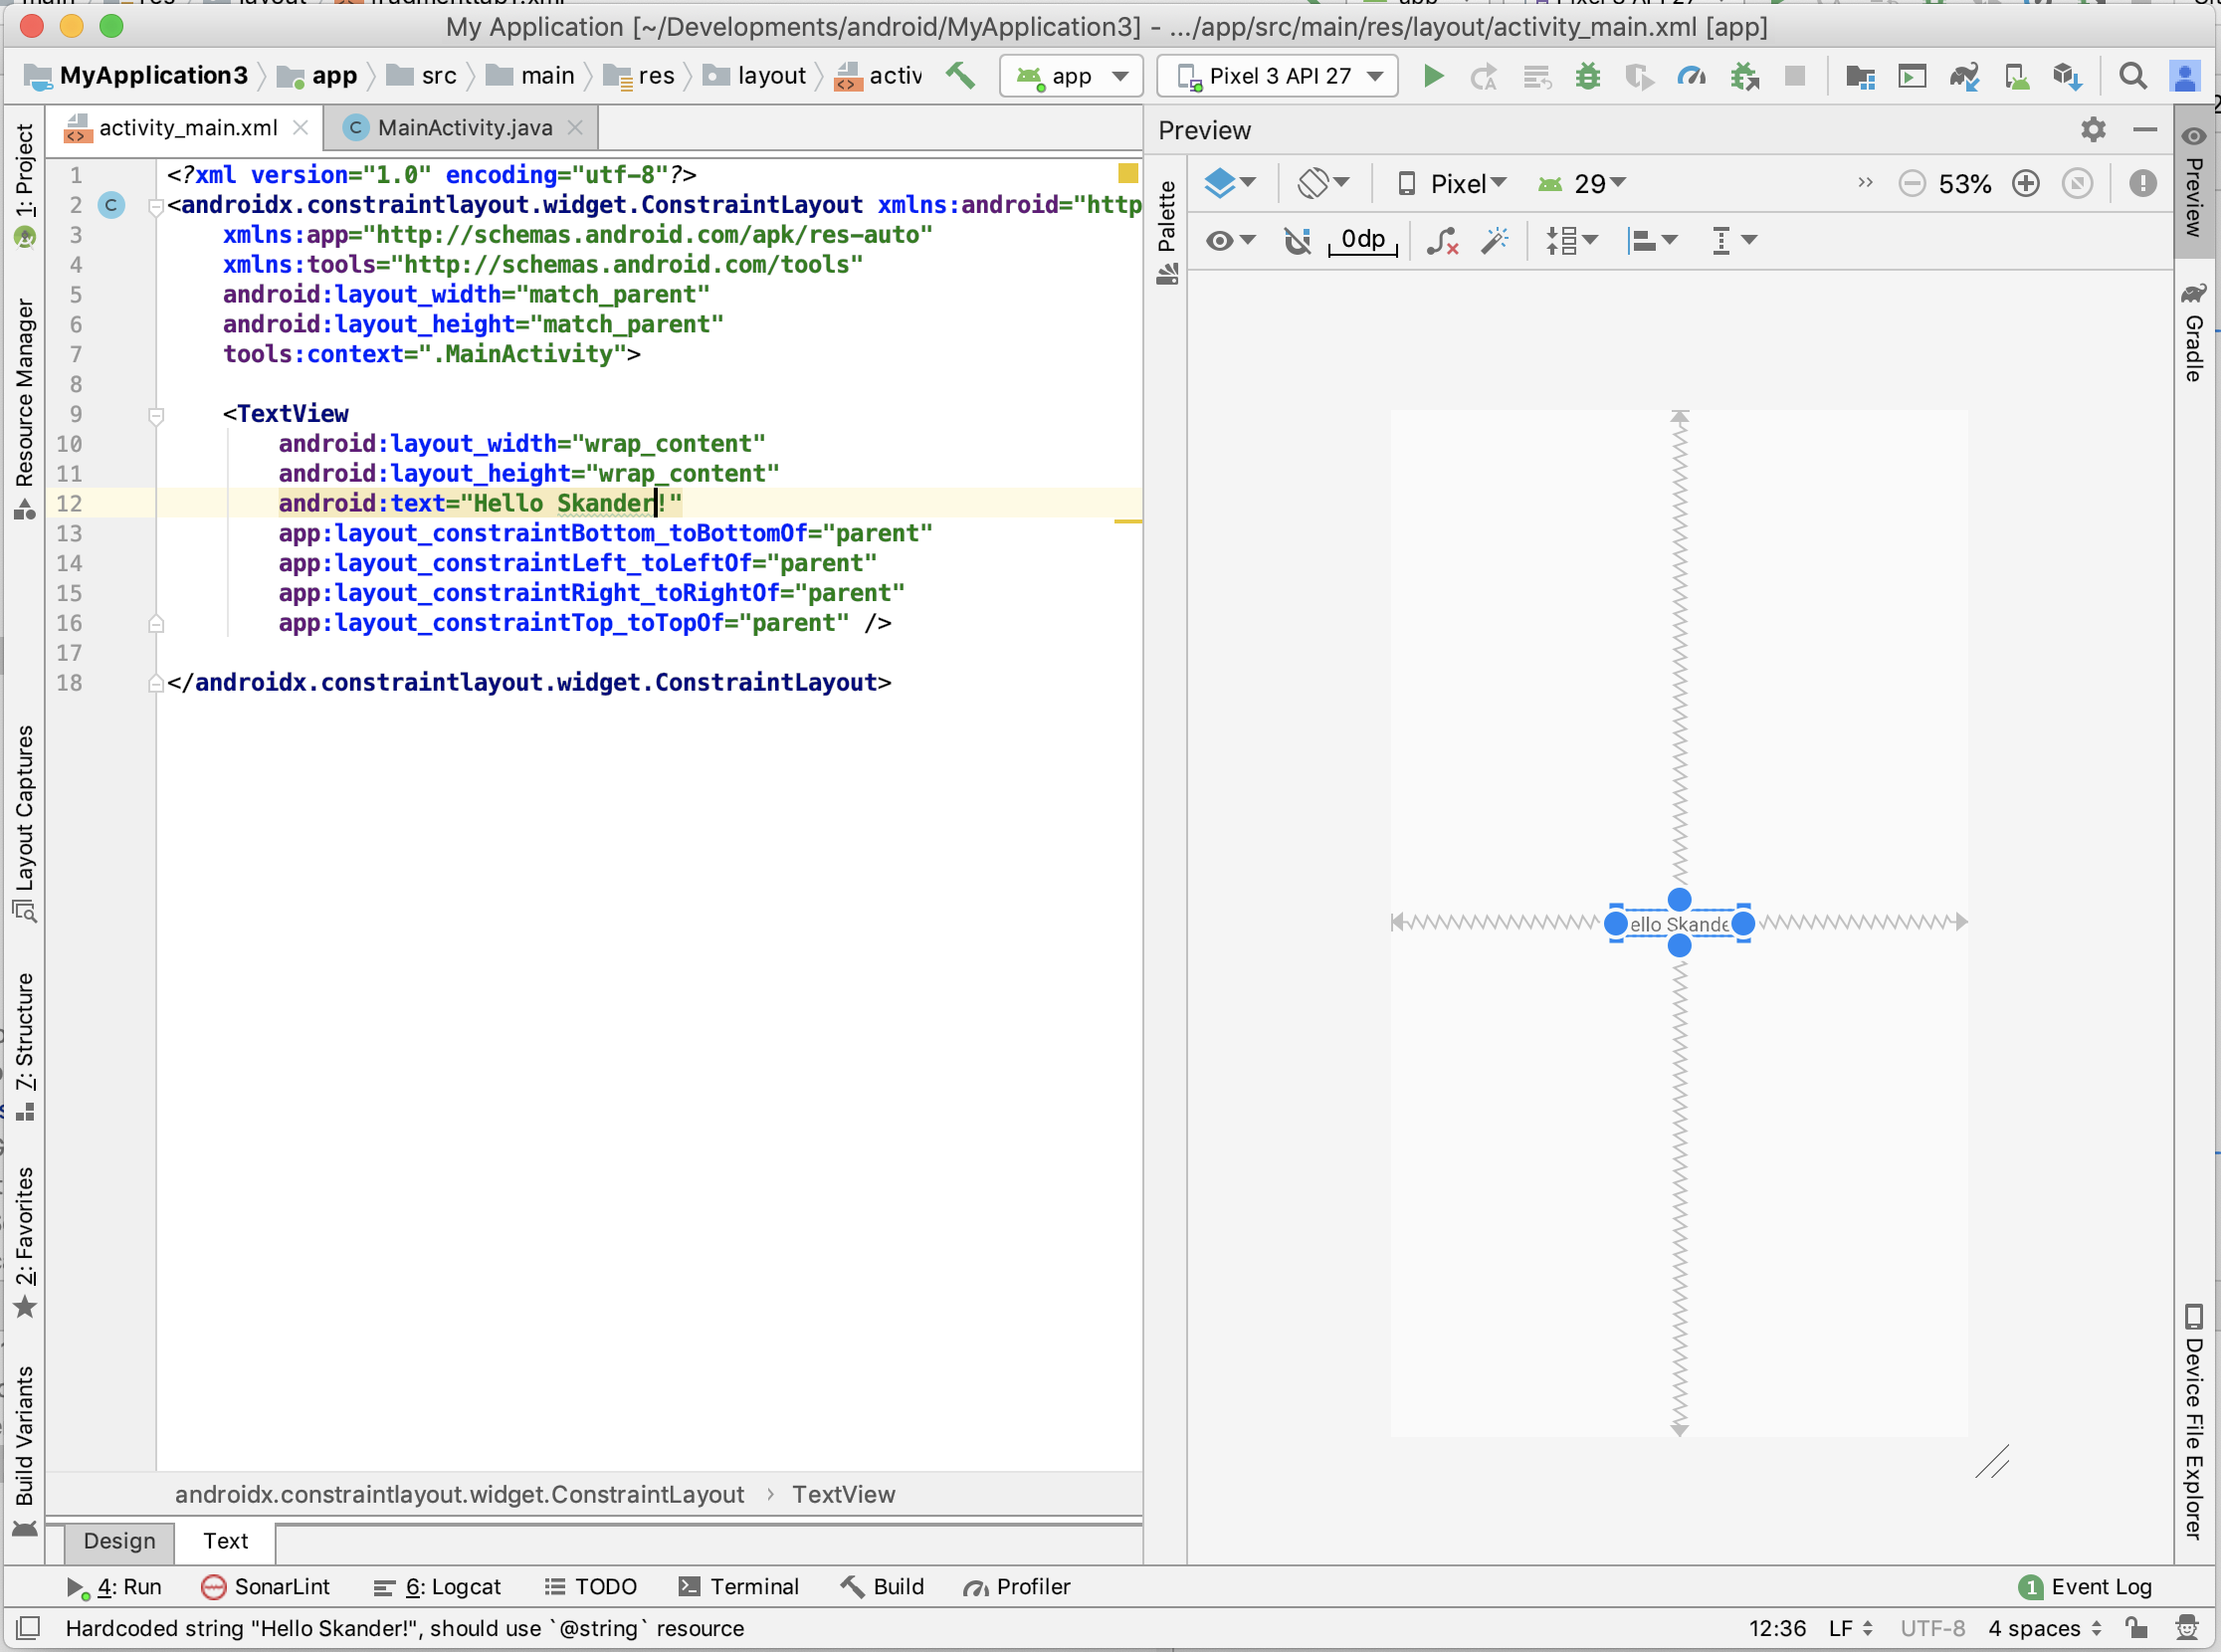 My Application [~/Developments/android/MyApplication3] - .../app/src/main/res/layout/activity_main.xml [app]
MyApplication3 app src main res layout activ app Pixel 3 API 27
activity_main.xml MainActivity.java
Preview
Pixel 29 53%
0dp
1 <?xml version="1.0" encoding="utf-8"?>
2 C <androidx.constraintlayout.widget.ConstraintLayout xmlns:android="http
3 xmlns:app="http://schemas.android.com/apk/res-auto"
4 xmlns:tools="http://schemas.android.com/tools"
5 android:layout_width="match_parent"
6 android:layout_height="match_parent"
7 tools:context=".MainActivity">
8
9 <TextView
10 android:layout_width="wrap_content"
11 android:layout_height="wrap_content"
12 android:text="Hello Skander!"
13 app:layout_constraintBottom_toBottomOf="parent"
14 app:layout_constraintLeft_toLeftOf="parent"
15 app:layout_constraintRight_toRightOf="parent"
16 app:layout_constraintTop_toTopOf="parent" />
17
18 </androidx.constraintlayout.widget.ConstraintLayout>
ello Skande
1: Project
Resource Manager
Layout Captures
7: Structure
2: Favorites
Build Variants
Palette
Preview
Gradle
Device File Explorer
androidx.constraintlayout.widget.ConstraintLayout › TextView
Design Text
4: Run SonarLint 6: Logcat TODO Terminal Build Profiler 1 Event Log
Hardcoded string "Hello Skander!", should use `@string` resource 12:36 LF UTF-8 4 spaces